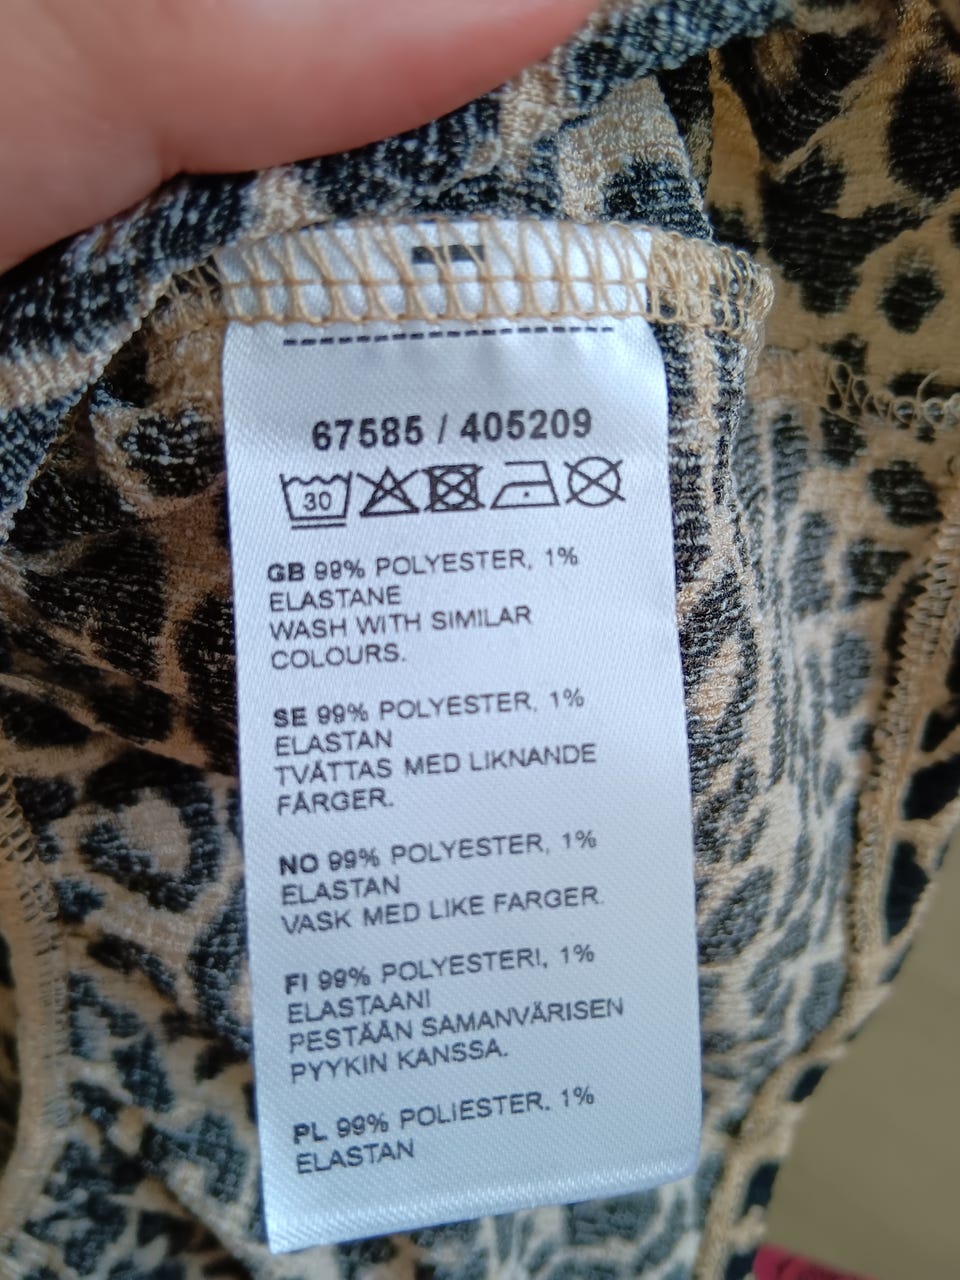 67585 / 405209
30
GB 99% POLYESTER, 1%
ELASTANE
WASH WITH SIMILAR
COLOURS.
SE 99% POLYESTER, 1%
ELASTAN
TVÄTTAS MED LIKNANDE
FÄRGER.
NO 99% POLYESTER, 1%
ELASTAN
VASK MED LIKE FARGER.
FI 99% POLYESTERI, 1%
ELASTAANI
PESTÄÄN SAMANVÄRISEN
PYYKIN KANSSA.
PL 99% POLIESTER. 1%
ELASTAN